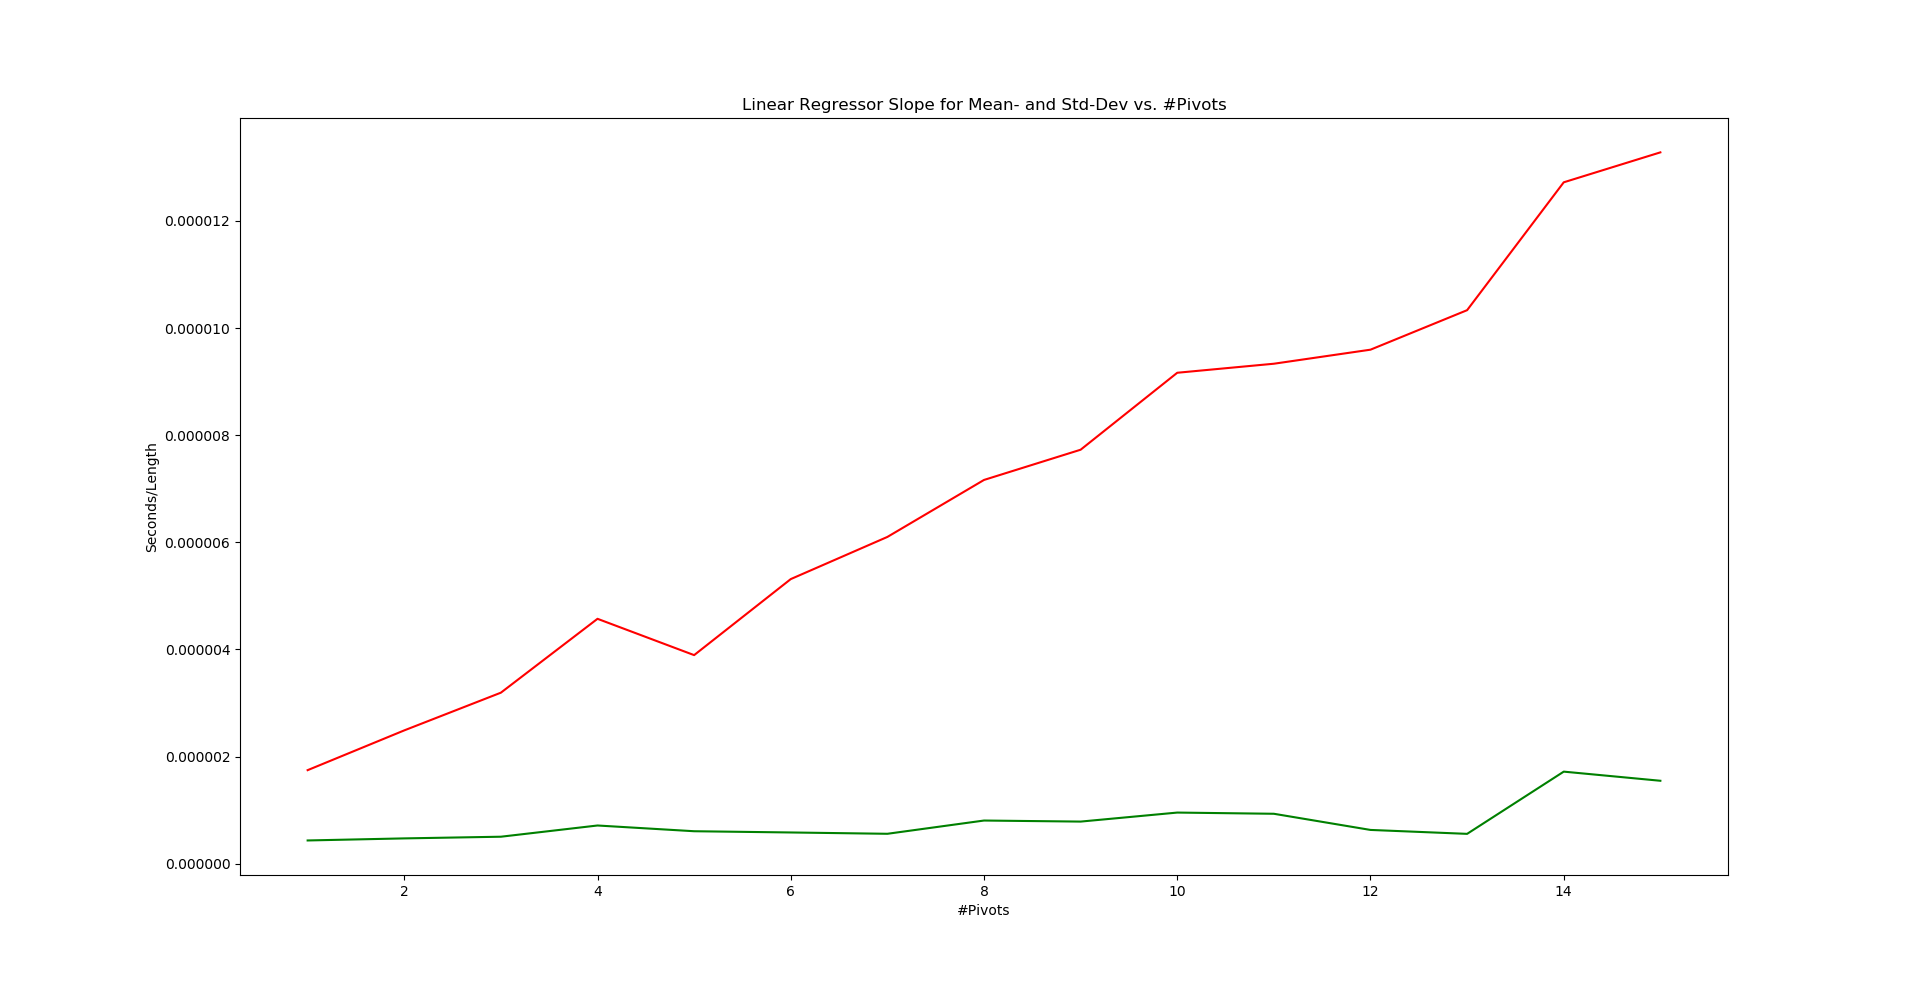 Linear Regressor Slope for Mean- and Std-Dev vs. #Pivots
0.000012
0.000010
0.000008
0.000006
0.000004
0.000002
0.000000
Seconds/Length
2 4 6 8 10 12 14
#Pivots